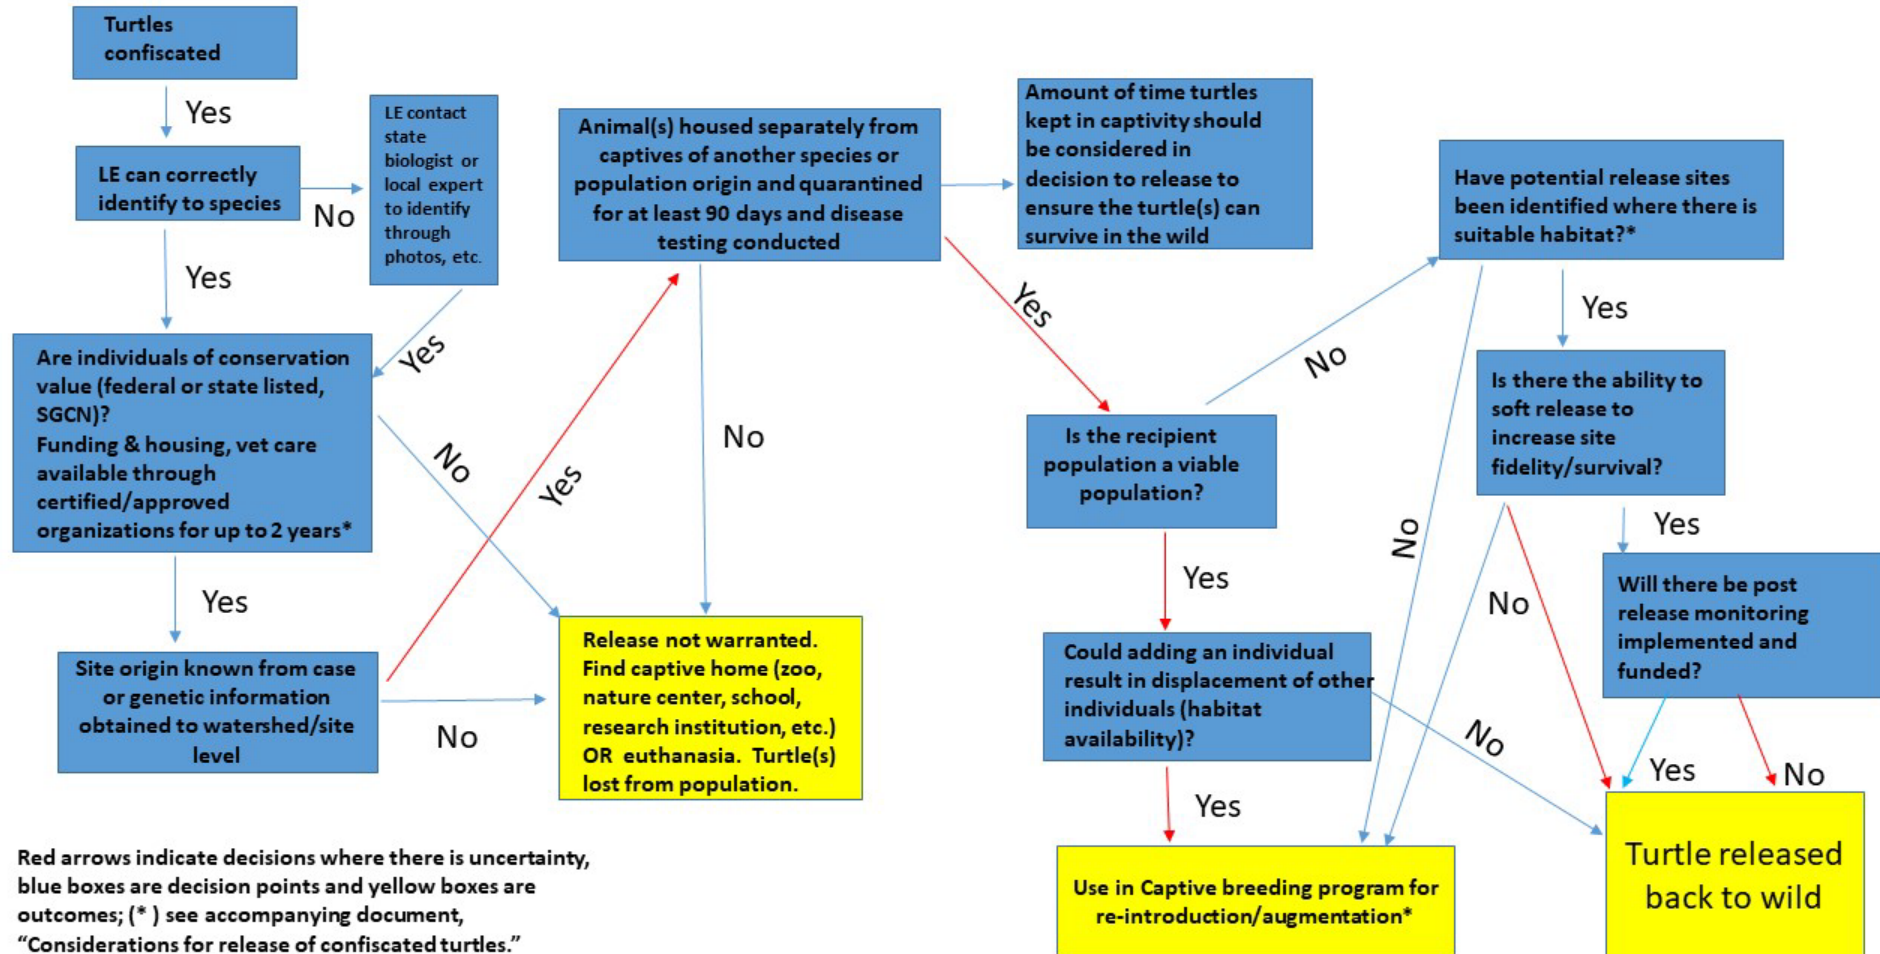 Turtles
confiscated
Yes
LE can correctly
identify to species
No
LE contact
state
biologist or
local expert
to identify
through
photos, etc.
Yes
Yes
Are individuals of conservation
value (federal or state listed,
SGCN)?
Funding & housing, vet care
available through
certified/approved
organizations for up to 2 years*
No
Yes
Site origin known from case
or genetic information
obtained to watershed/site
level
Yes
No
Animal(s) housed separately from
captives of another species or
population origin and quarantined
for at least 90 days and disease
testing conducted
No
Release not warranted.
Find captive home (zoo,
nature center, school,
research institution, etc.)
OR euthanasia. Turtle(s)
lost from population.
Amount of time turtles
kept in captivity should
be considered in
decision to release to
ensure the turtle(s) can
survive in the wild
Yes
Is the recipient
population a viable
population?
No
Yes
Could adding an individual
result in displacement of other
individuals (habitat
availability)?
No
Yes
Use in Captive breeding program for
re-introduction/augmentation*
Have potential release sites
been identified where there is
suitable habitat?*
No
Yes
Is there the ability to
soft release to
increase site
fidelity/survival?
No
Yes
Will there be post
release monitoring
implemented and
funded?
Yes
No
Turtle released
back to wild
Red arrows indicate decisions where there is uncertainty,
blue boxes are decision points and yellow boxes are
outcomes; (* ) see accompanying document,
“Considerations for release of confiscated turtles.”